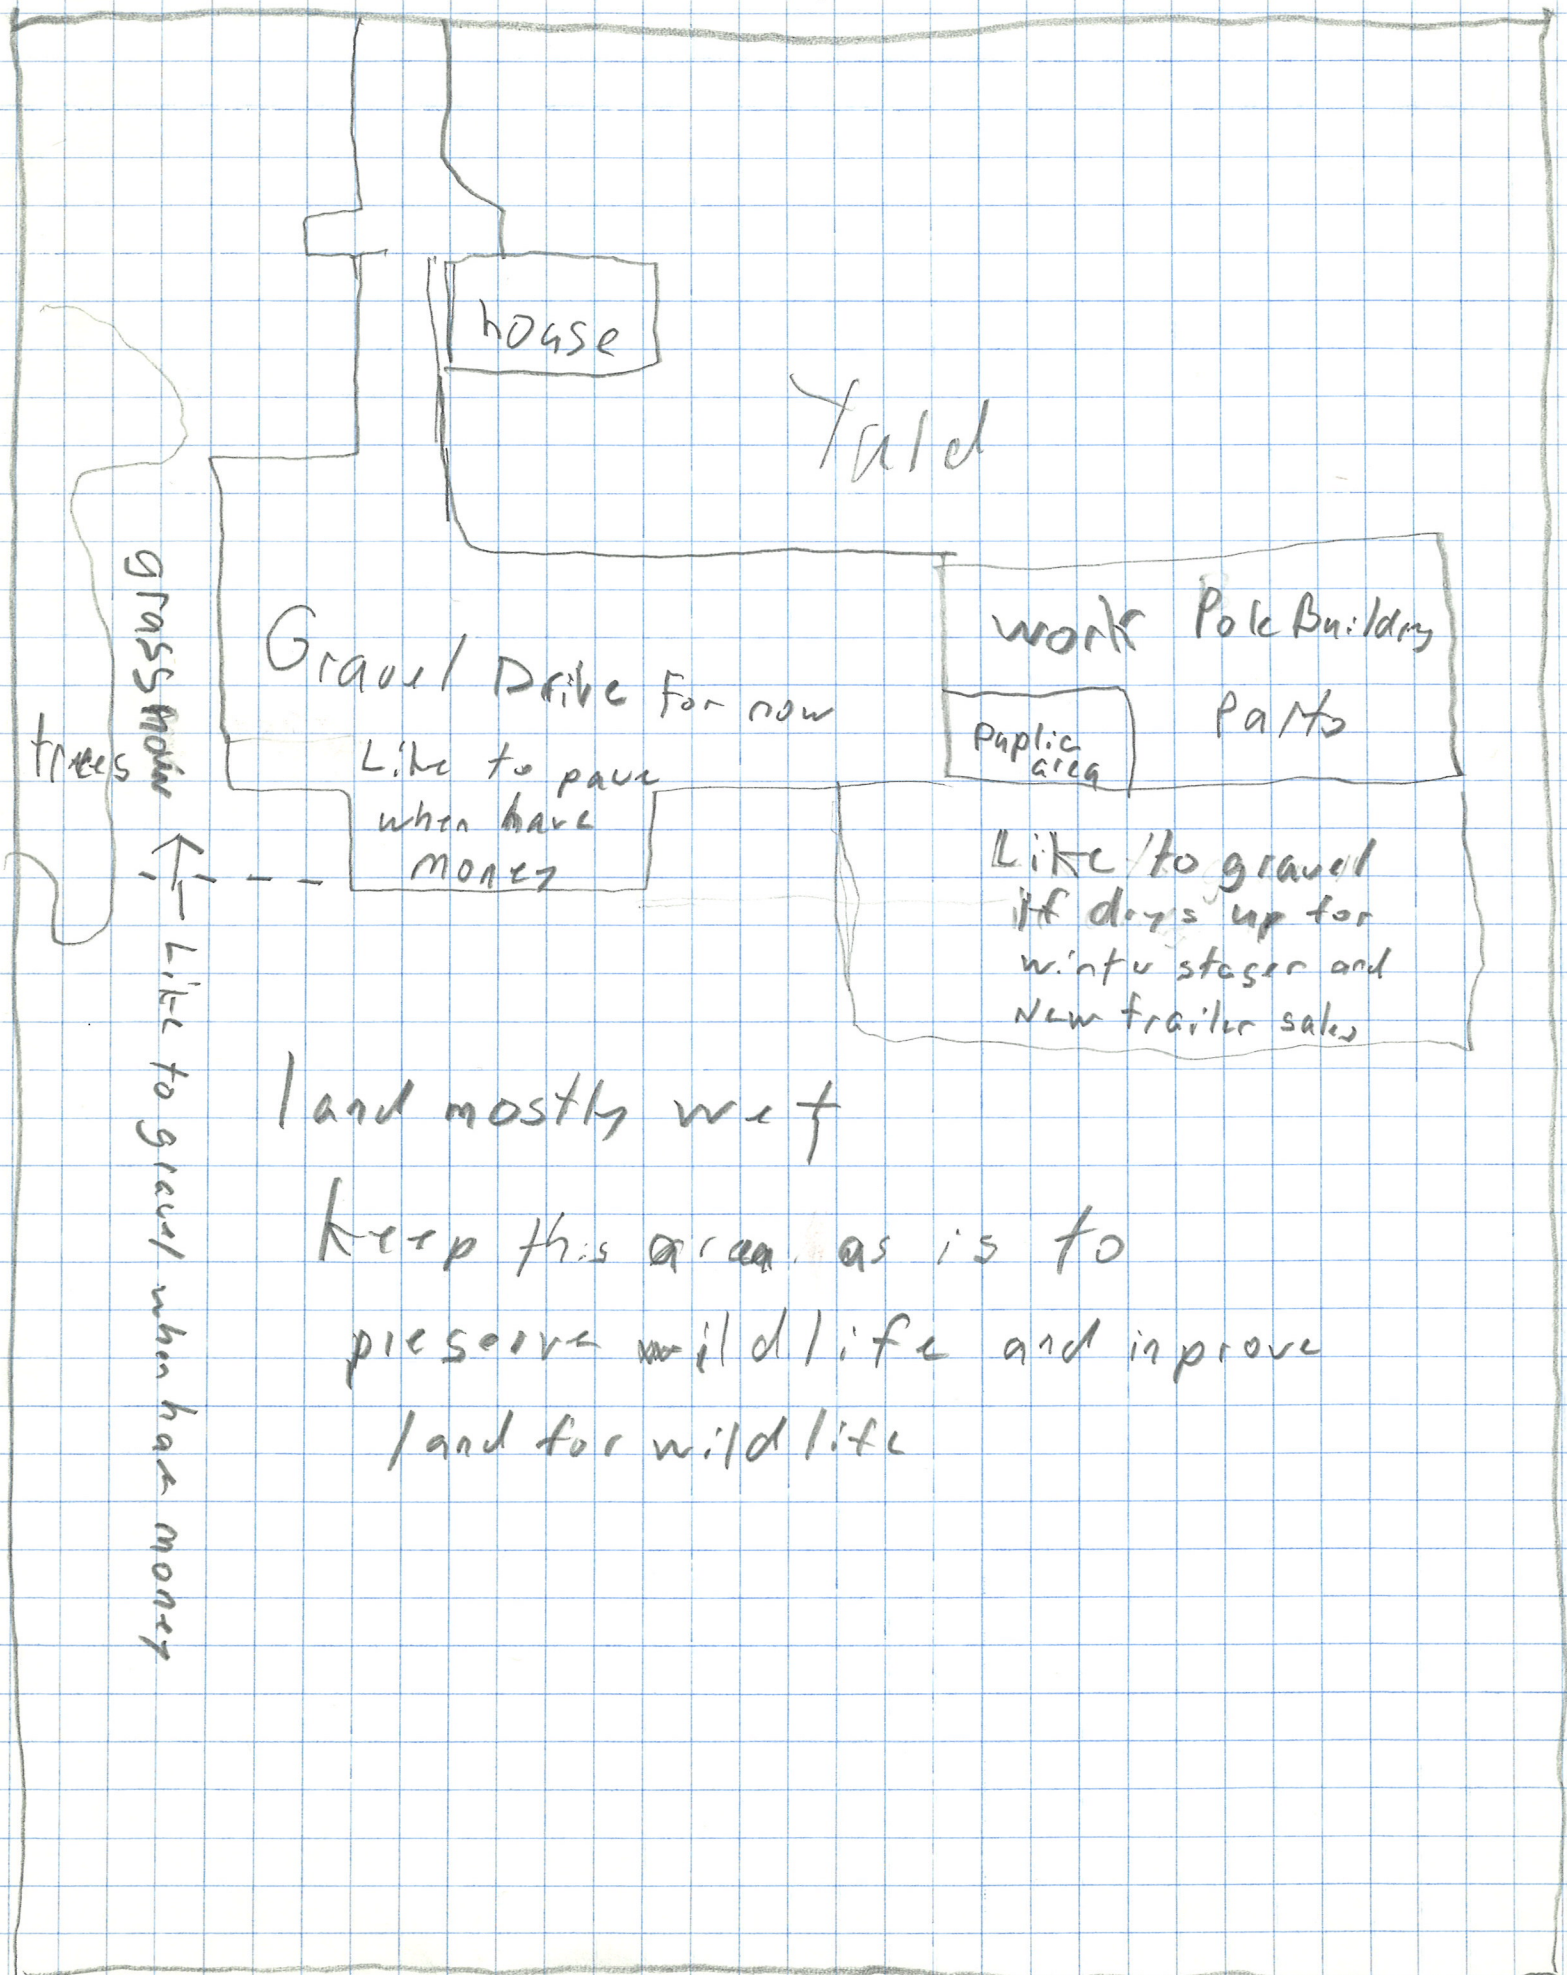 house
Yard
work Pole Building
Parts
puplic
area
Gravel Drive For now
Like to pave
when have
money
trees
grass now
Like to gravel when have money
Like to gravel
if drys up for
winter and
New trailer sales
land mostly wet
keep this area as is to
preserve wildlife and inprove
land for wildlife